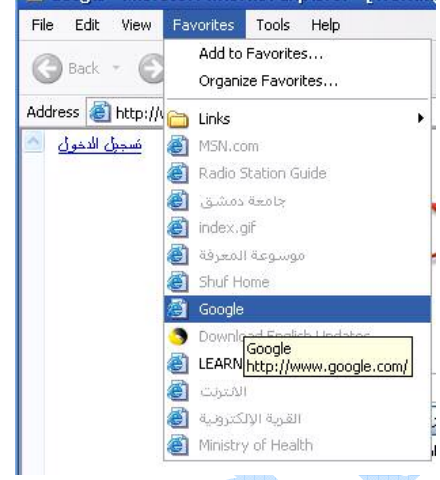 File Edit View Favorites Tools Help
Back
Add to Favorites...
Organize Favorites...
Address http://
تسجيل الدخول
Links
MSN.com
Radio Station Guide
جامعة دمشق
index.gif
موسوعة المعرفة
Shuf Home
Google
Download English Updates
Google
http://www.google.com/
LEARN
الانترنت
القرية الإلكترونية
Ministry of Health